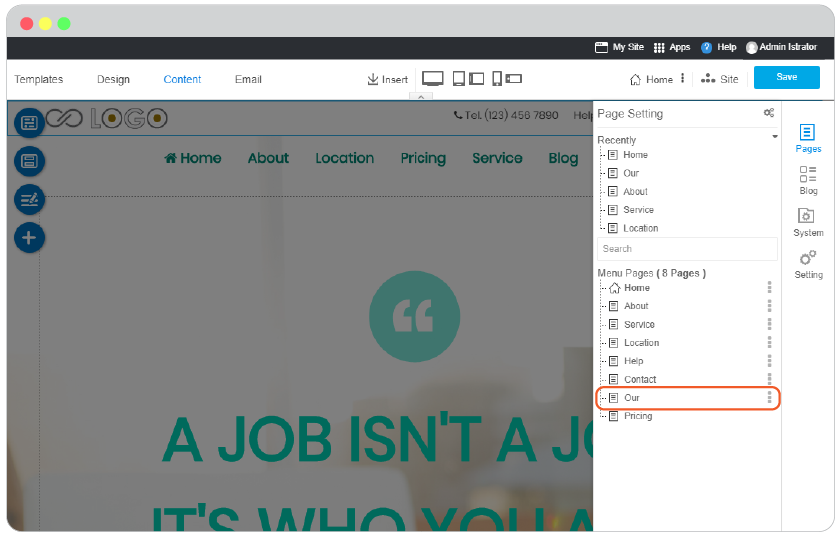 My Site Apps ? Help Admin Istrator
Templates Design Content Email Insert Home Site Save
LOGO Tel. (123) 456 7890 Help
Home About Location Pricing Service Blog
A JOB ISN'T A JO
IT'S WHO YOU A
Page Setting
Recently
Home
Our
About
Service
Location
Search
Menu Pages ( 8 Pages )
Home
About
Service
Location
Help
Contact
Our
Pricing
Pages
Blog
System
Setting